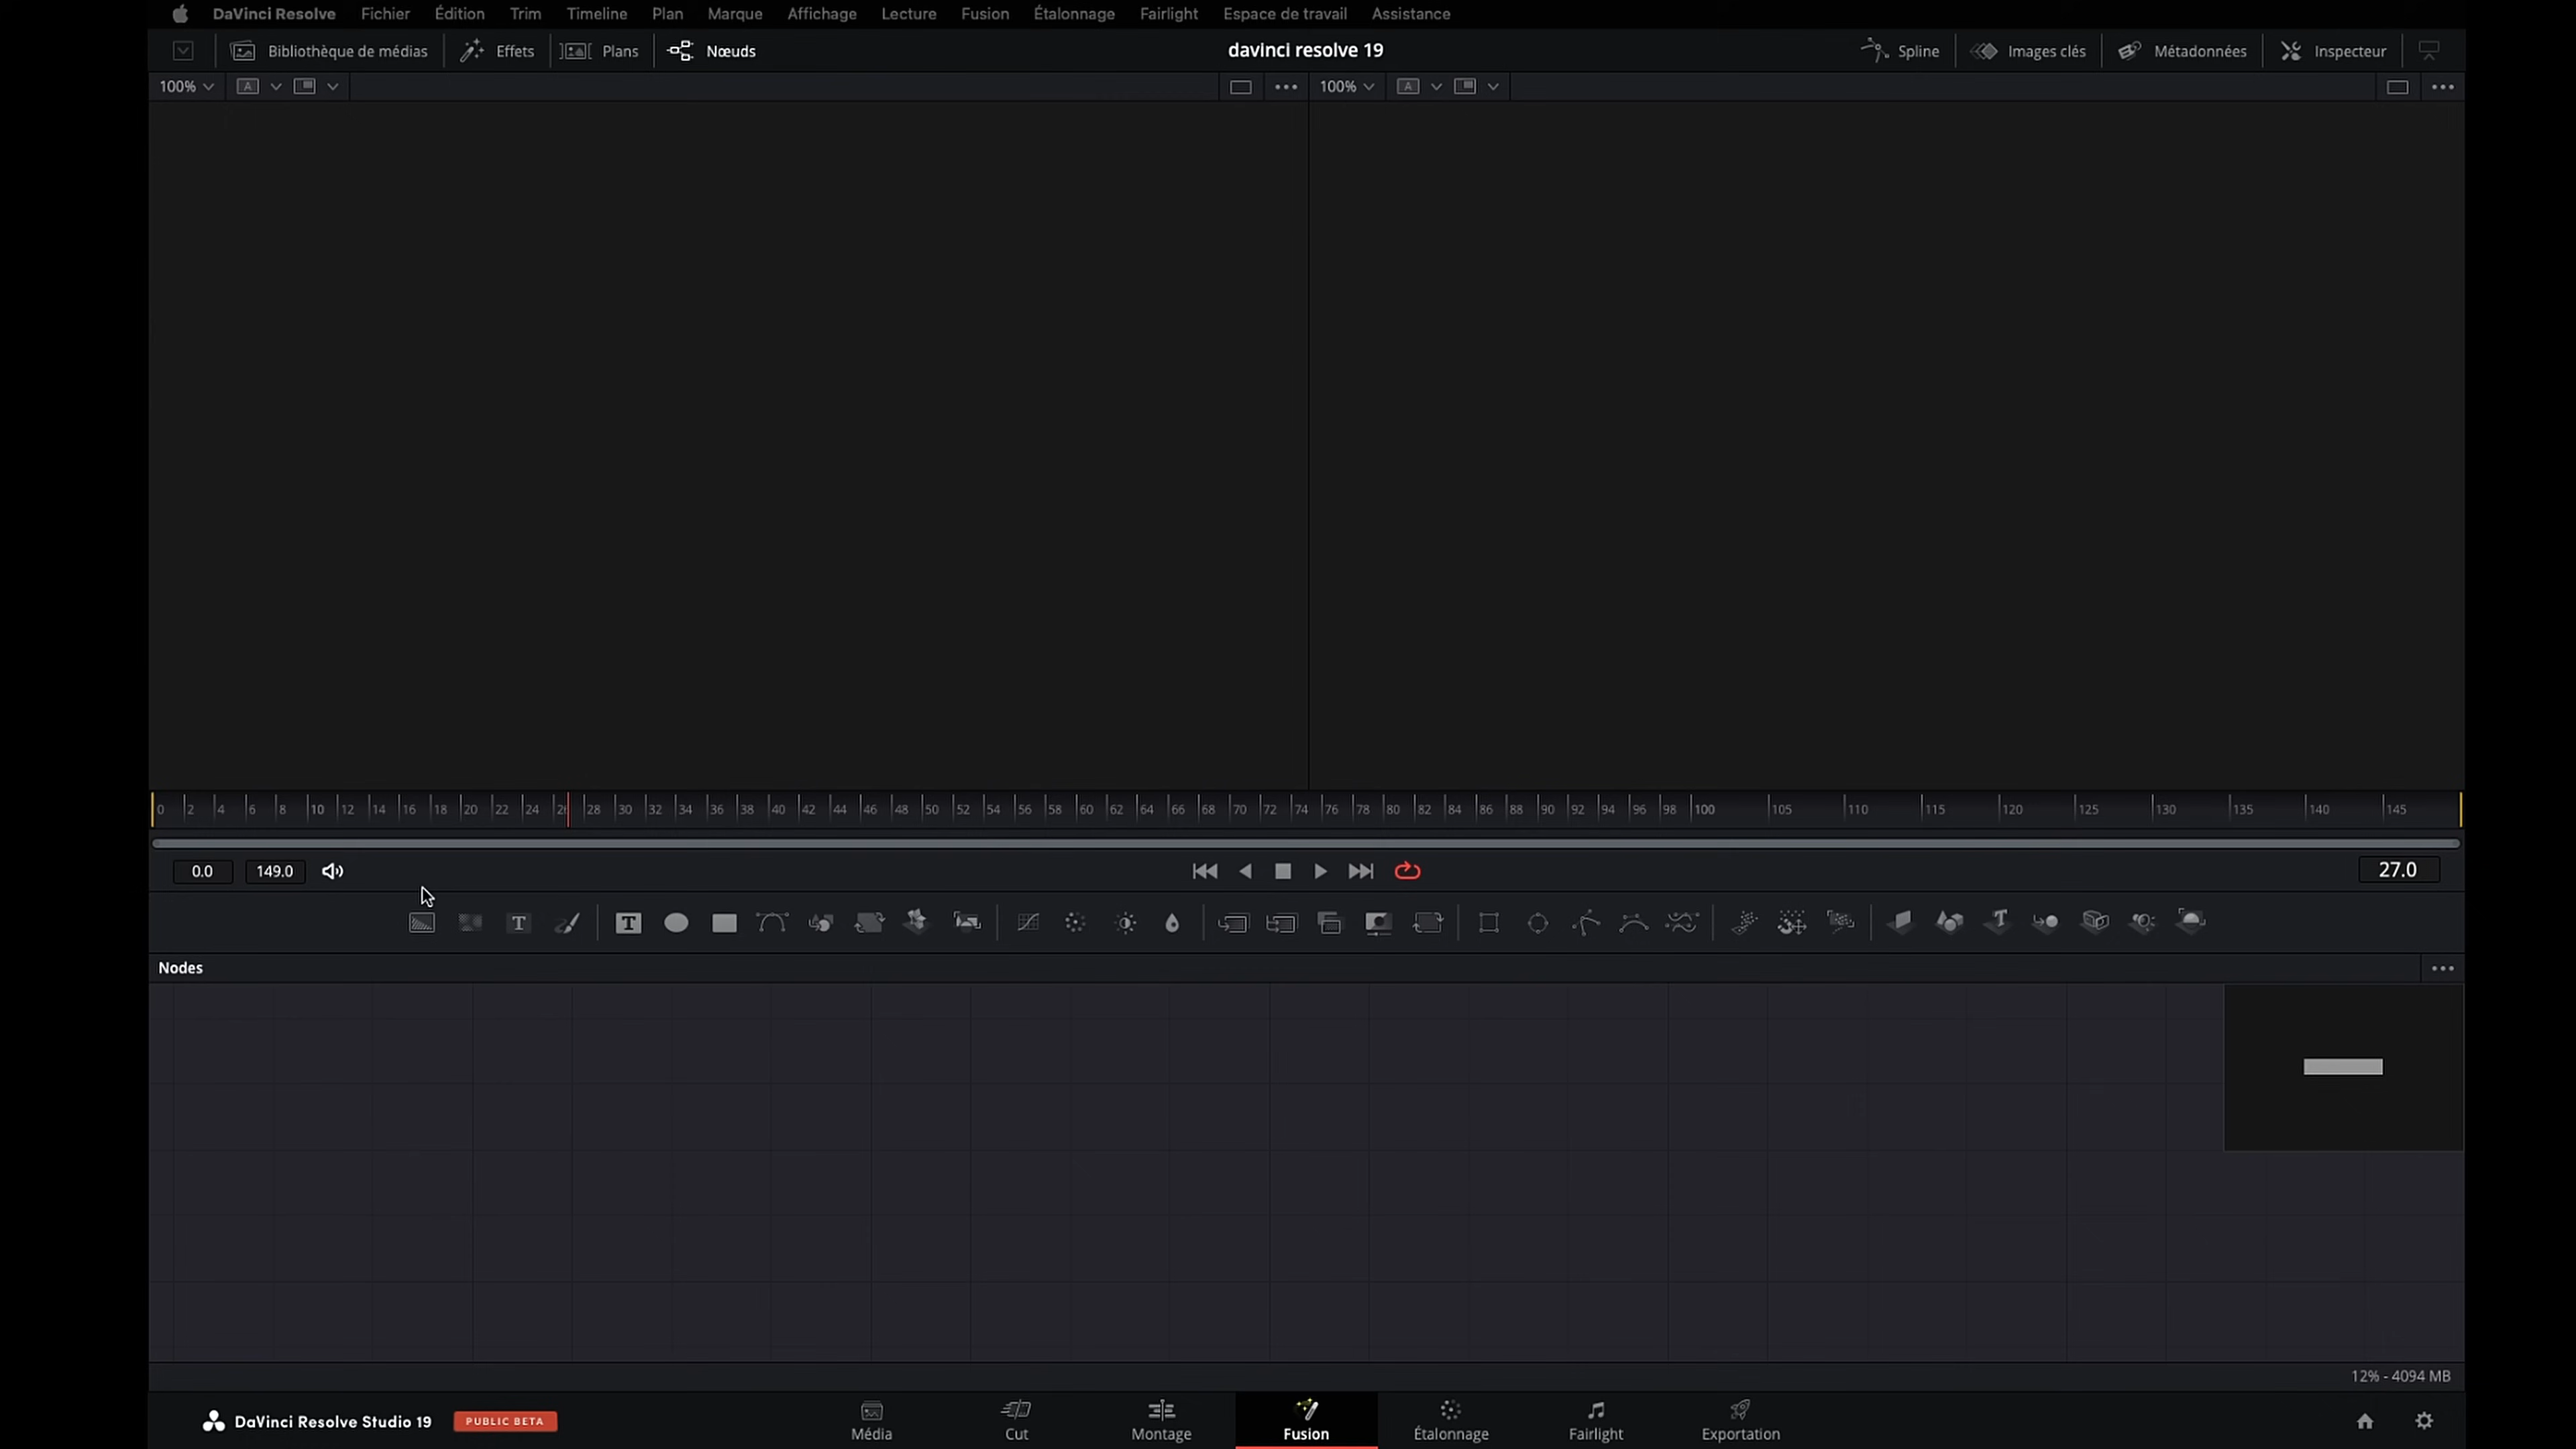 DaVinci Resolve Fichier Édition Trim Timeline Plan Marque Affichage Lecture Fusion Étalonnage Fairlight Espace de travail Assistance
Bibliothèque de médias Effets Plans Nœuds davinci resolve 19 Spline Images clés Métadonnées Inspecteur
100% A 100% A
0 2 4 6 8 10 12 14 16 18 20 22 24 28 30 32 34 36 38 40 42 44 46 48 50 52 54 56 58 60 62 64 66 68 70 72 74 76 78 80 82 84 86 88 90 92 94 96 98 100 105 110 115 120 125 130 135 140 145
0.0 149.0 27.0
T T T
Nodes
12% - 4094 MB
DaVinci Resolve Studio 19 PUBLIC BETA Média Cut Montage Fusion Étalonnage Fairlight Exportation